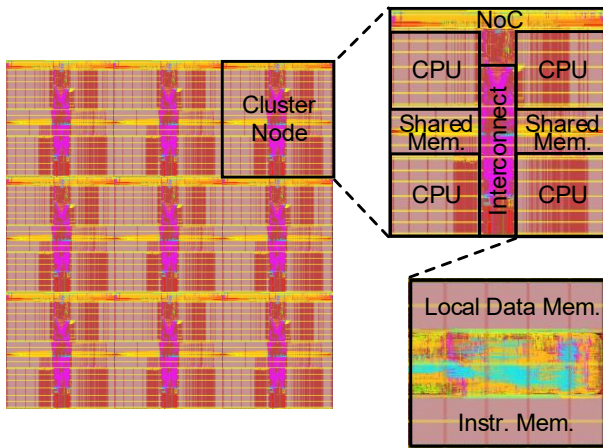 Cluster
Node
NoC
CPU
CPU
Interconnect
Shared
Mem.
Shared
Mem.
CPU
CPU
Local Data Mem.
Instr. Mem.